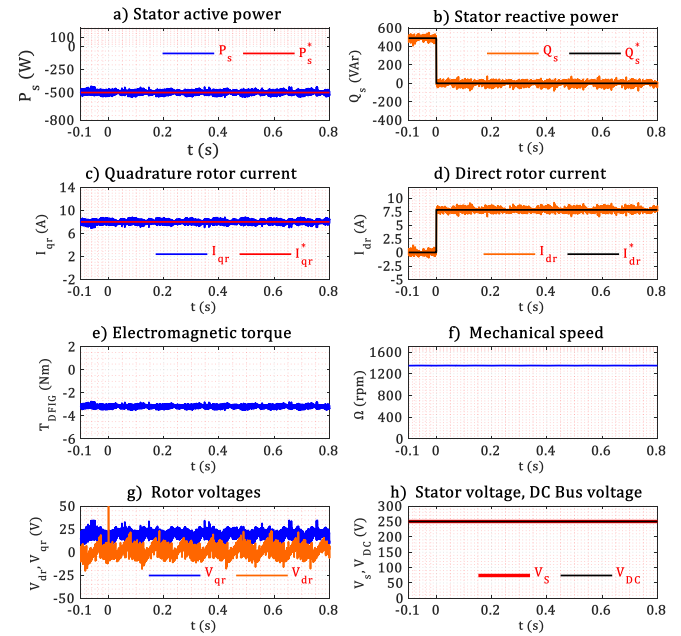 a) Stator active power
b) Stator reactive power
P_s (W)
100
0
-250
-500
-800
P_s
P_s^*
-0.1 0 0.2 0.4 0.6 0.8
t (s)
Q_s (VAr)
600
400
200
0
-200
-400
Q_s
Q_s^*
-0.1 0 0.2 0.4 0.6 0.8
t (s)
c) Quadrature rotor current
d) Direct rotor current
I_qr (A)
14
10
6
2
-2
I_qr
I_qr^*
-0.1 0 0.2 0.4 0.6 0.8
t (s)
I_dr (A)
10
7.5
5
2.5
0
-2.5
-5
I_dr
I_dr^*
-0.1 0 0.2 0.4 0.6 0.8
t (s)
e) Electromagnetic torque
f) Mechanical speed
T_DFIG (Nm)
2
0
-2
-4
-6
-0.1 0 0.2 0.4 0.6 0.8
t (s)
Ω (rpm)
1600
1200
800
400
0
-0.1 0 0.2 0.4 0.6 0.8
t (s)
g) Rotor voltages
h) Stator voltage, DC Bus voltage
V_dr, V_qr (V)
50
25
0
-25
-50
V_qr
V_dr
-0.1 0 0.2 0.4 0.6 0.8
t (s)
V_s, V_DC (V)
300
250
200
150
100
50
0
V_S
V_DC
-0.1 0 0.2 0.4 0.6 0.8
t (s)